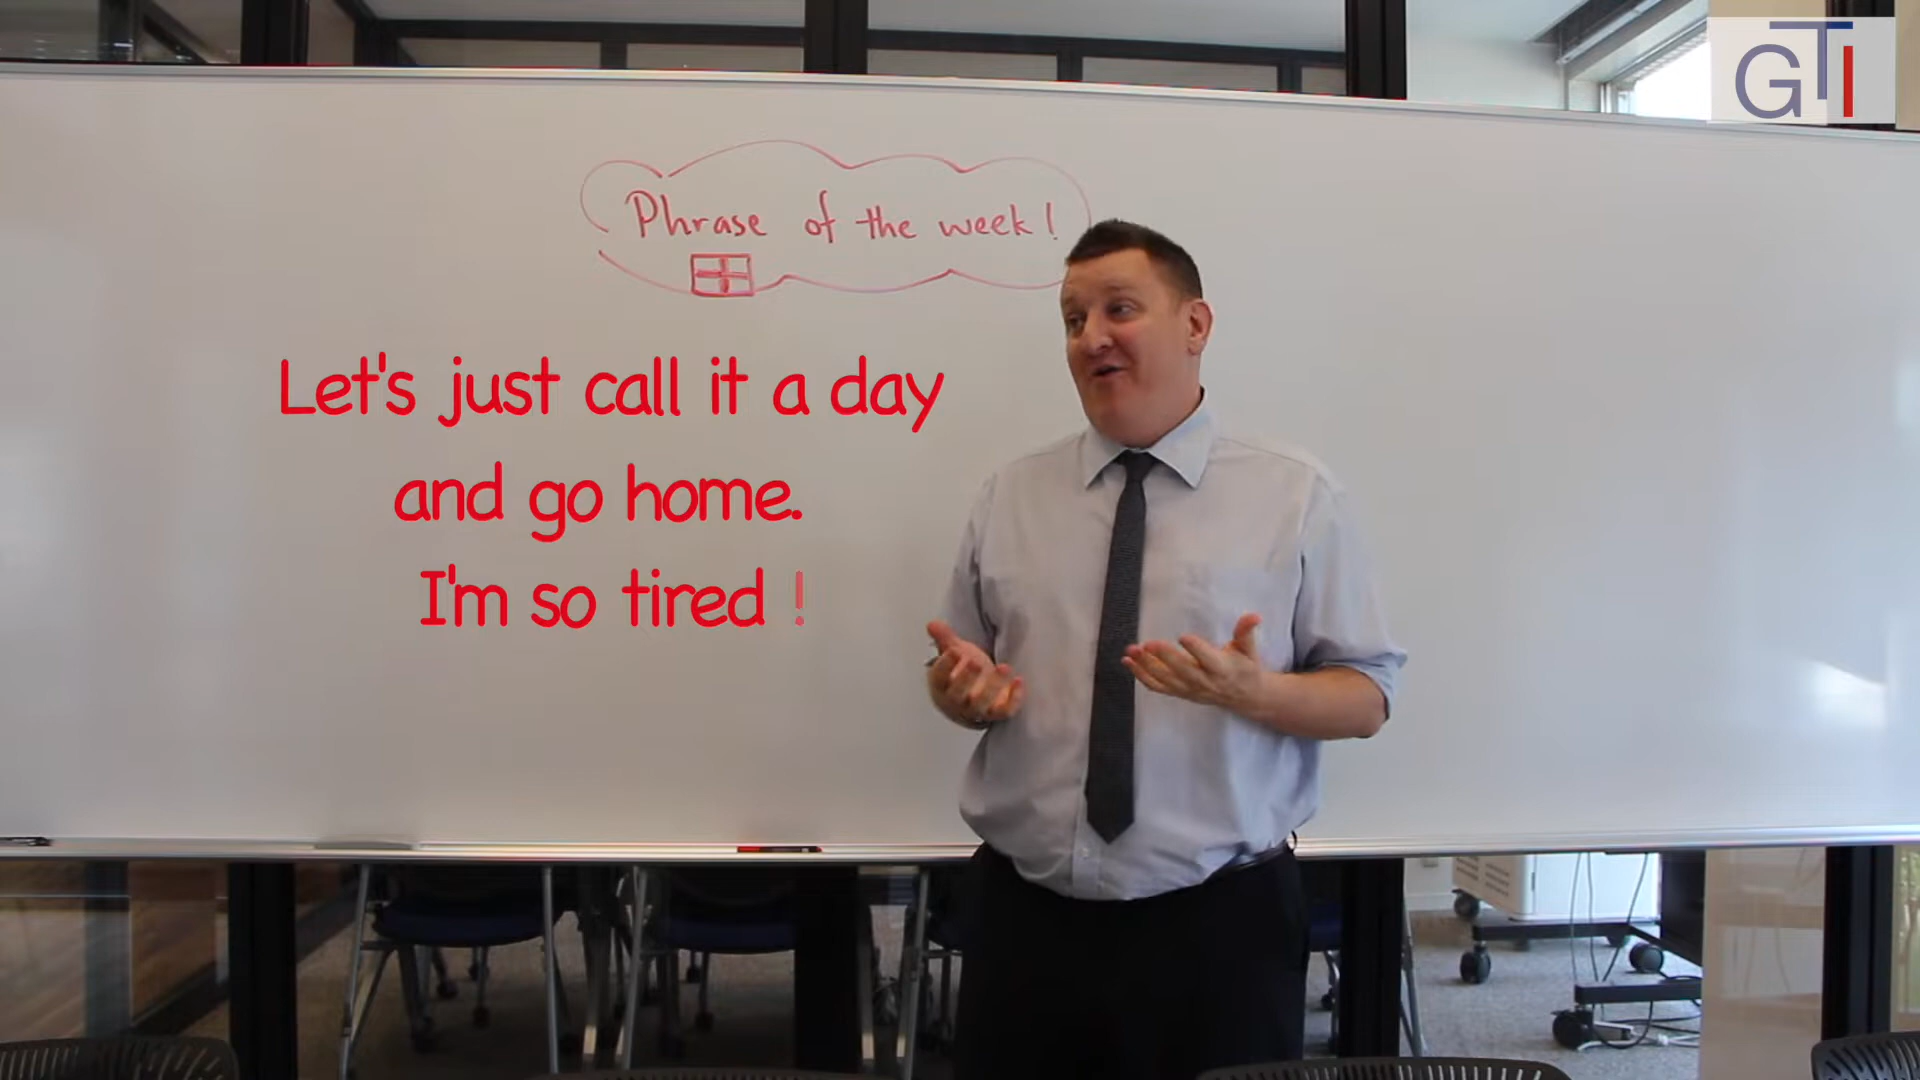 GTI
Phrase of the week!
Let's just call it a day
and go home.
I'm so tired !